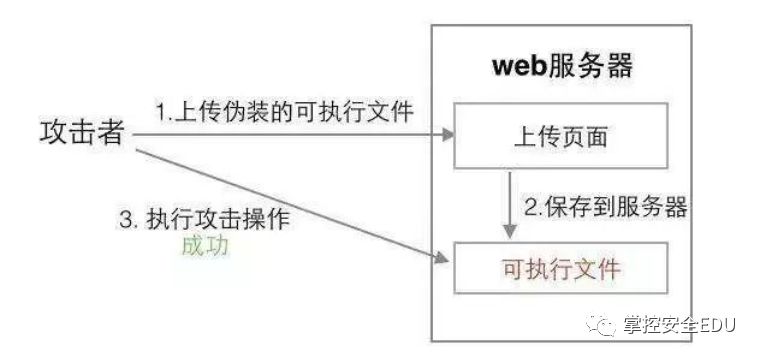 web服务器
1.上传伪装的可执行文件
攻击者
上传页面
2.保存到服务器
3. 执行攻击操作
成功
可执行文件
掌控安全EDU